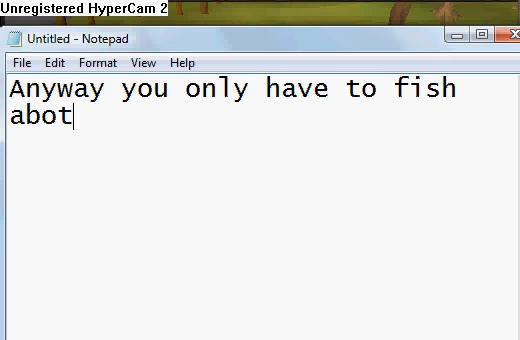 Unregistered HyperCam 2
Untitled - Notepad
File Edit Format View Help
Anyway you only have to fish
abot